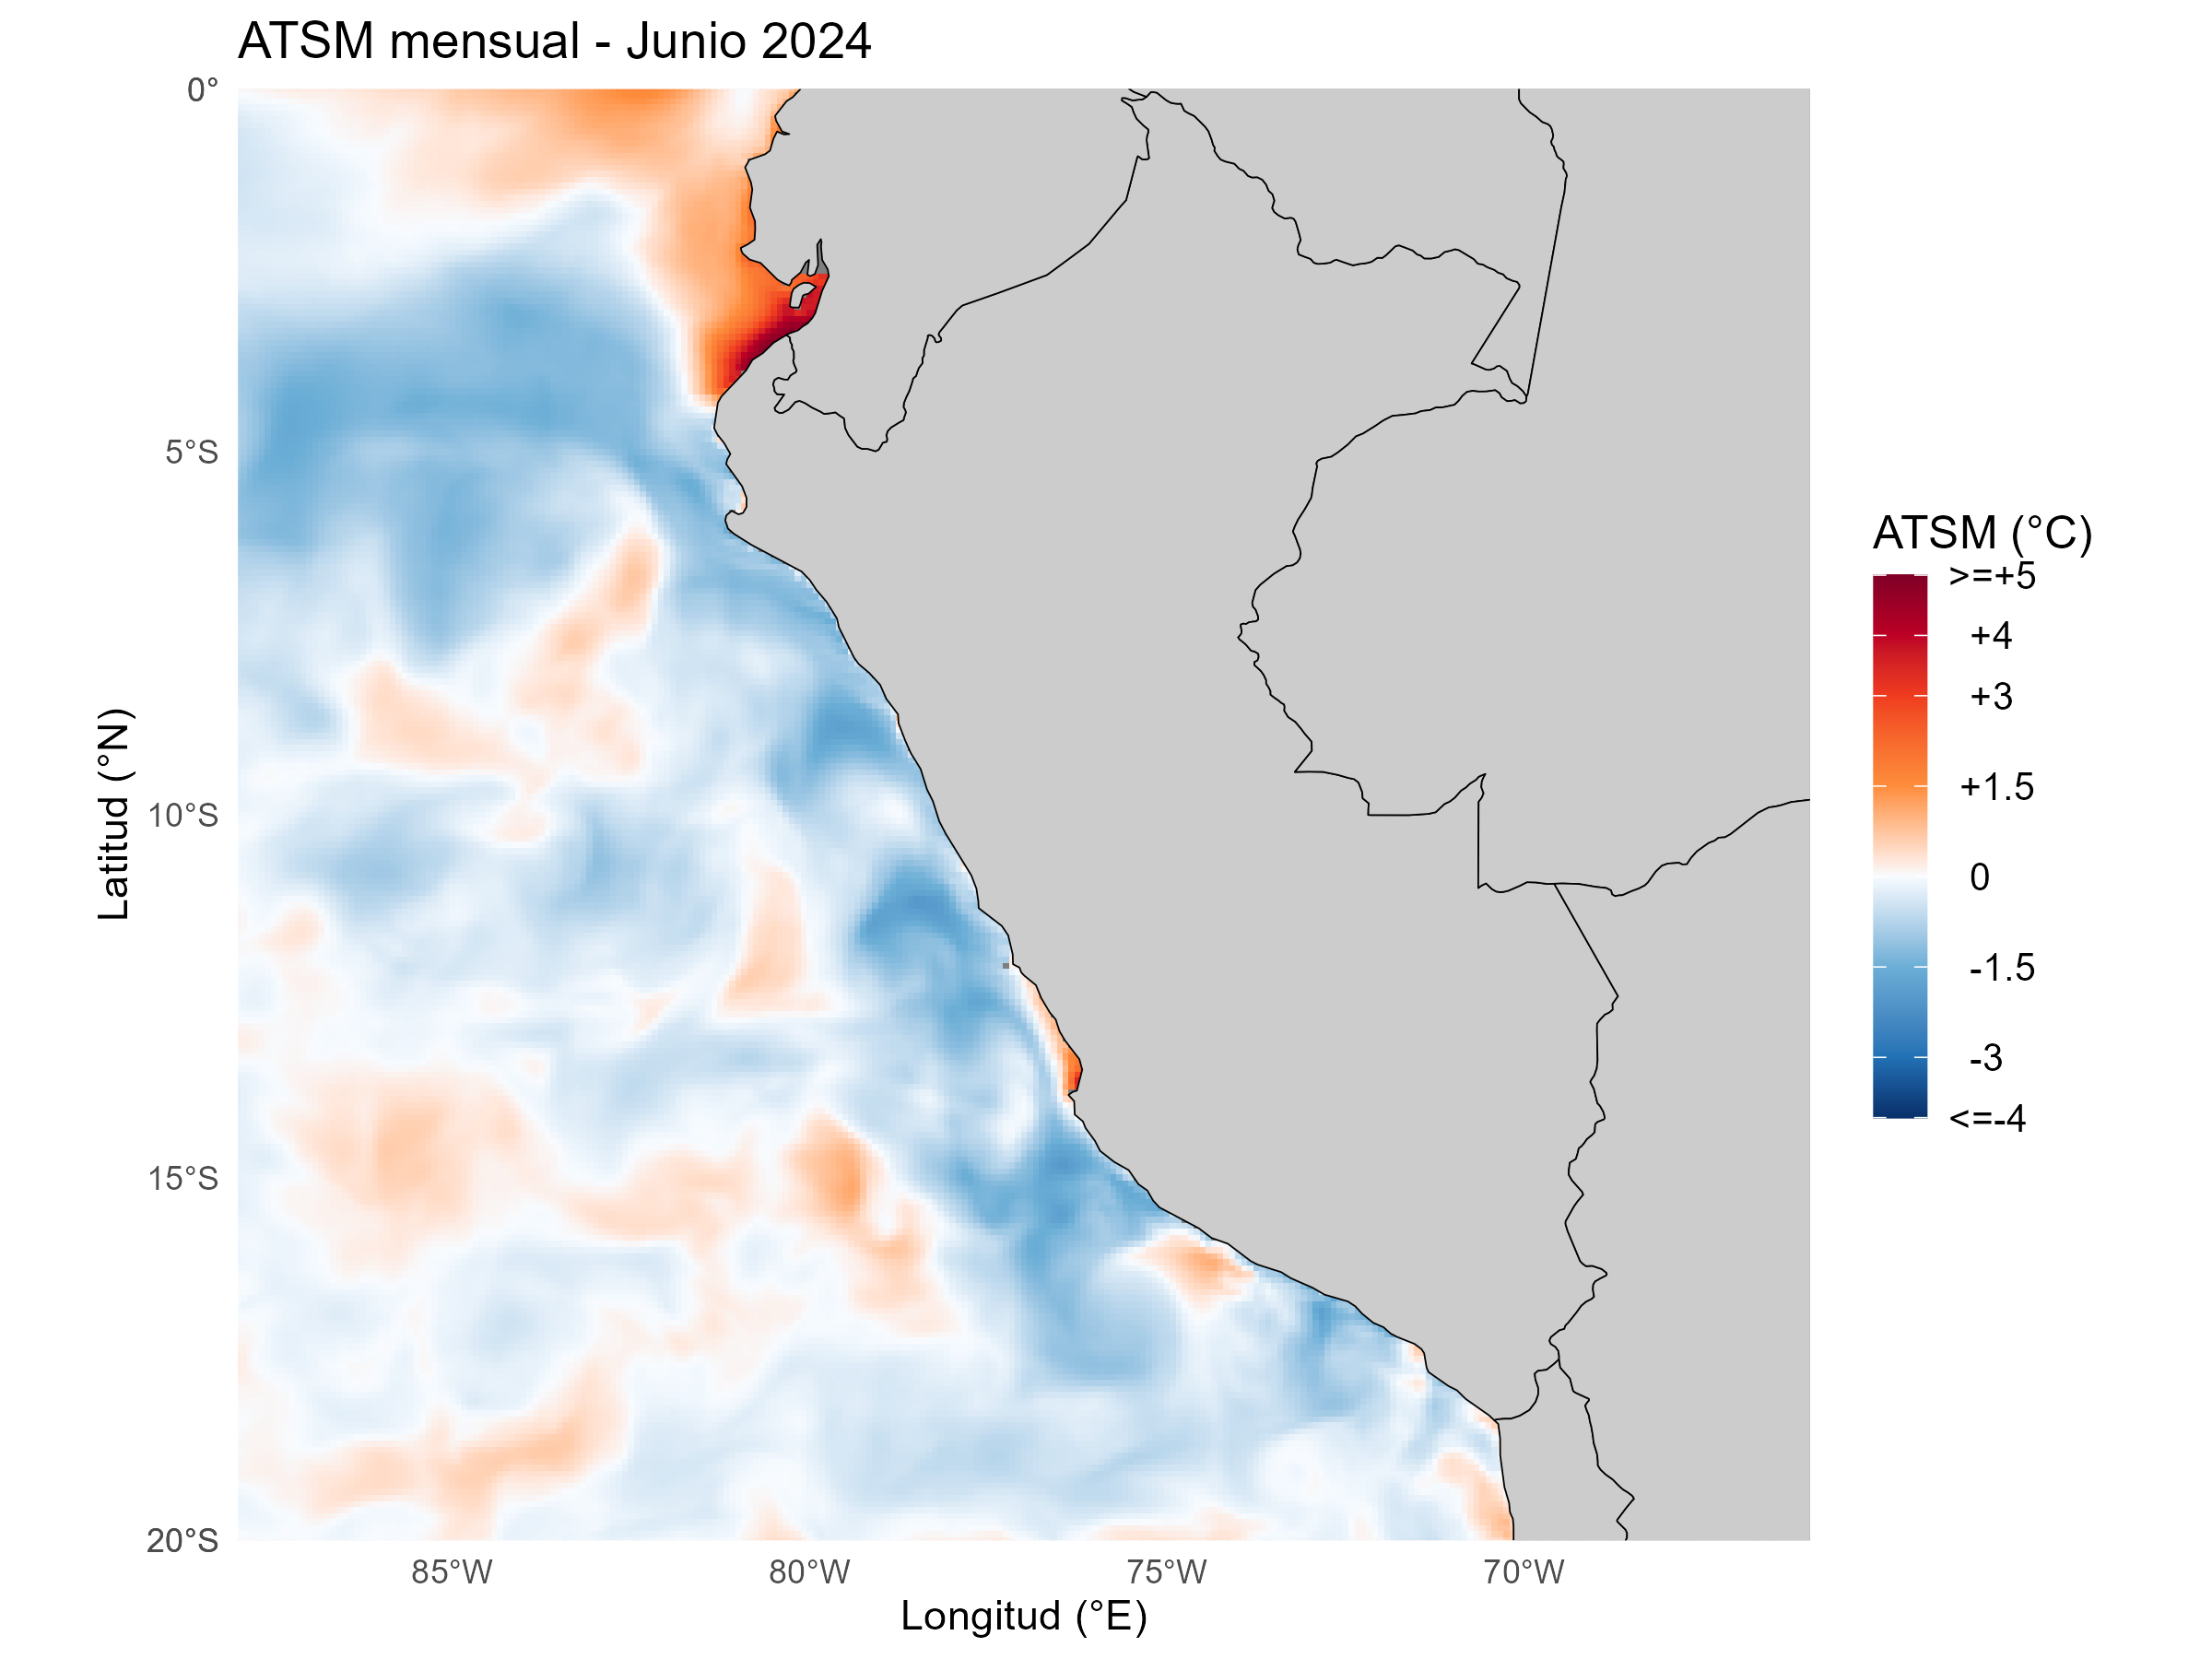 ATSM mensual - Junio 2024
0°
5°S
10°S
15°S
20°S
Latitud (°N)
85°W
80°W
75°W
70°W
Longitud (°E)
ATSM (°C)
>=+5
+4
+3
+1.5
0
-1.5
-3
<=-4